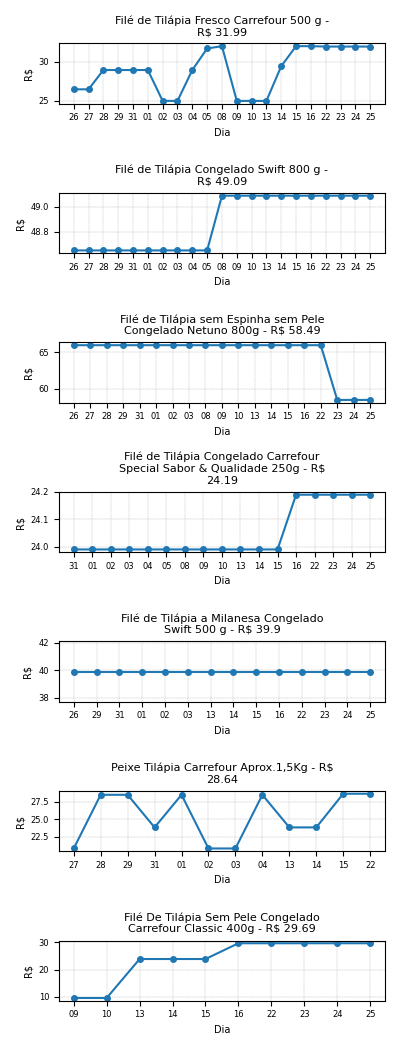 Filé de Tilápia Fresco Carrefour 500 g -
R$ 31.99
30
25
R$
26 27 28 29 31 01 02 03 04 05 08 09 10 13 14 15 16 22 23 24 25
Dia
Filé de Tilápia Congelado Swift 800 g -
R$ 49.09
49.0
48.8
R$
26 27 28 29 31 01 02 03 04 05 08 09 10 13 14 15 16 22 23 24 25
Dia
Filé de Tilápia sem Espinha sem Pele
Congelado Netuno 800g - R$ 58.49
65
60
R$
26 27 28 29 31 01 02 03 08 09 10 13 14 15 16 22 23 24 25
Dia
Filé de Tilápia Congelado Carrefour
Special Sabor & Qualidade 250g - R$
24.19
24.2
24.1
24.0
R$
31 01 02 03 04 05 08 09 10 13 14 15 16 22 23 24 25
Dia
Filé de Tilápia a Milanesa Congelado
Swift 500 g - R$ 39.9
42
40
38
R$
26 29 31 01 02 03 13 14 15 16 22 23 24 25
Dia
Peixe Tilápia Carrefour Aprox.1,5Kg - R$
28.64
27.5
25.0
22.5
R$
27 28 29 31 01 02 03 04 13 14 15 22
Dia
Filé De Tilápia Sem Pele Congelado
Carrefour Classic 400g - R$ 29.69
30
20
10
R$
09 10 13 14 15 16 22 23 24 25
Dia